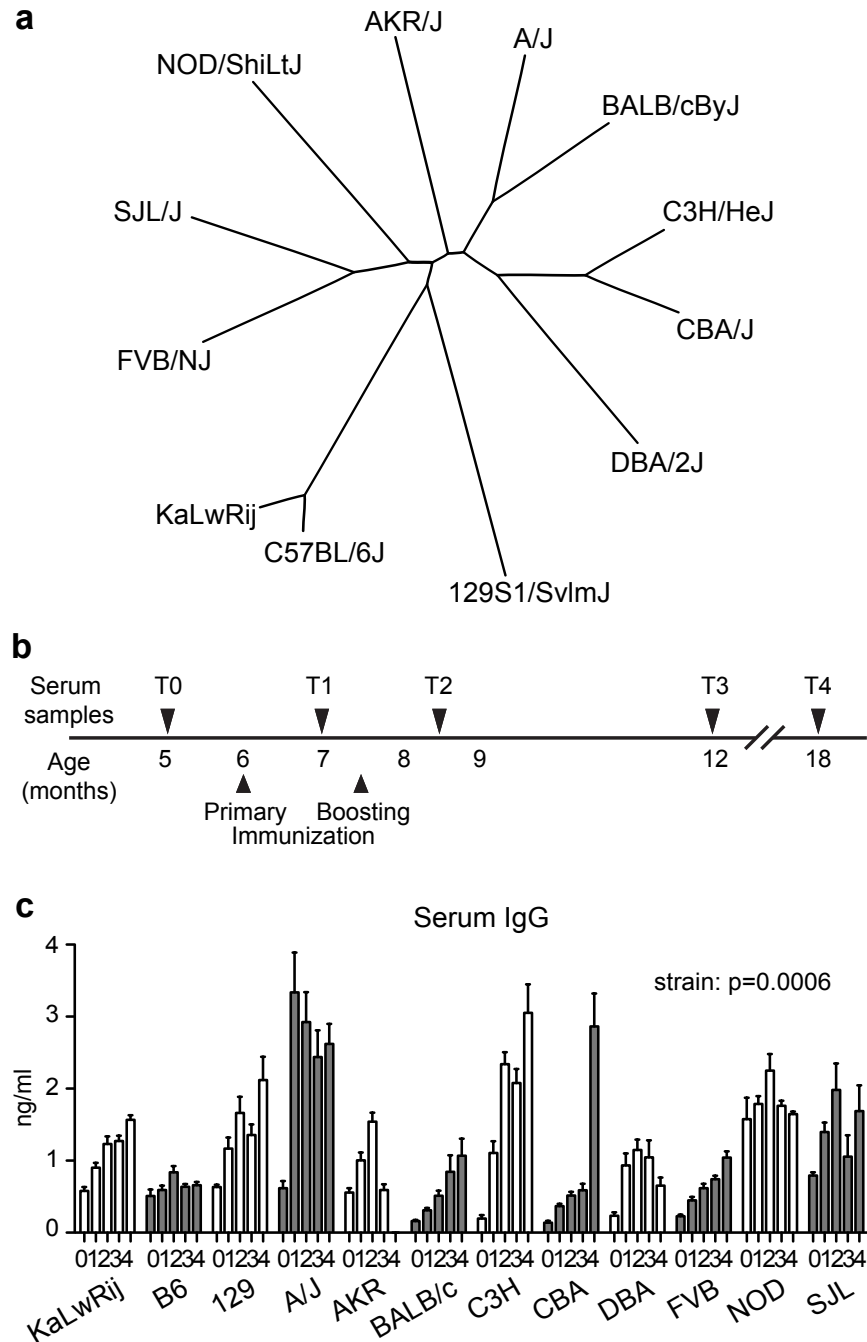 a
AKR/J
A/J
NOD/ShiLtJ
BALB/cByJ
SJL/J
C3H/HeJ
CBA/J
FVB/NJ
DBA/2J
KaLwRij
C57BL/6J
129S1/SvlmJ
b
Serum samples
T0 T1 T2 T3 T4
Age (months)
5 6 7 8 9 12 18
Primary Boosting
Immunization
c
Serum IgG
strain: p=0.0006
ng/ml
4
3
2
1
0
01234 01234 01234 01234 01234 01234 01234 01234 01234 01234 01234 01234
KaLwRij B6 129 A/J AKR BALB/c C3H CBA DBA FVB NOD SJL